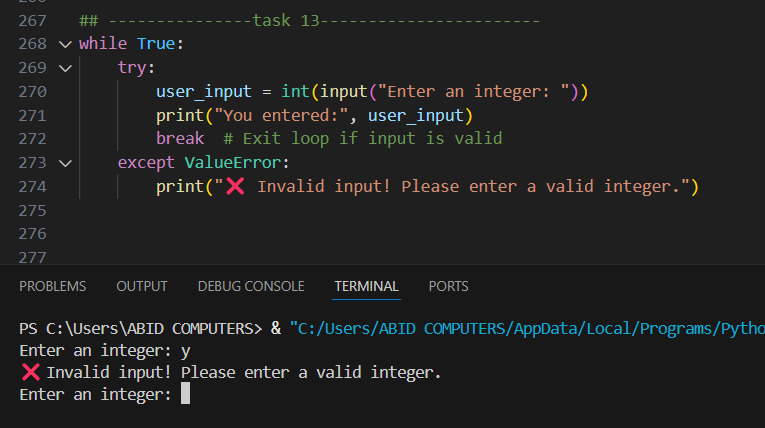 267 ## ---------------task 13-----------------------
268 while True:
269     try:
270         user_input = int(input("Enter an integer: "))
271         print("You entered:", user_input)
272         break  # Exit loop if input is valid
273     except ValueError:
274         print("❌ Invalid input! Please enter a valid integer.")
275
276
277
PROBLEMS OUTPUT DEBUG CONSOLE TERMINAL PORTS
PS C:\Users\ABID COMPUTERS> & "C:/Users/ABID COMPUTERS/AppData/Local/Programs/Pytho
Enter an integer: y
❌ Invalid input! Please enter a valid integer.
Enter an integer: